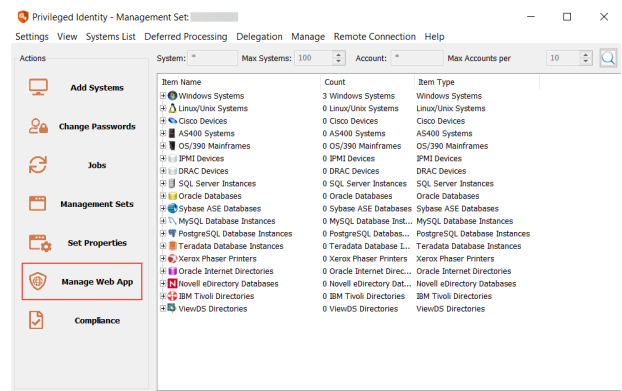 Privileged Identity - Management Set:
Settings View Systems List Deferred Processing Delegation Manage Remote Connection Help
Actions
System: * Max Systems: 100 Account: * Max Accounts per 10
Add Systems
Change Passwords
Jobs
Management Sets
Set Properties
Manage Web App
Compliance
Item Name Count Item Type
Windows Systems 3 Windows Systems Windows Systems
Linux/Unix Systems 0 Linux/Unix Systems Linux/Unix Systems
Cisco Devices 0 Cisco Devices Cisco Devices
AS400 Systems 0 AS400 Systems AS400 Systems
OS/390 Mainframes 0 OS/390 Mainframes OS/390 Mainframes
IPMI Devices 0 IPMI Devices IPMI Devices
DRAC Devices 0 DRAC Devices DRAC Devices
SQL Server Instances 0 SQL Server Instances SQL Server Instances
Oracle Databases 0 Oracle Databases Oracle Databases
Sybase ASE Databases 0 Sybase ASE Databases Sybase ASE Databases
MySQL Database Instances 0 MySQL Database Inst... MySQL Database Instances
PostgreSQL Database Instances 0 PostgreSQL Databas... PostgreSQL Database Instances
Teradata Database Instances 0 Teradata Database I... Teradata Database Instances
Xerox Phaser Printers 0 Xerox Phaser Printers Xerox Phaser Printers
Oracle Internet Directories 0 Oracle Internet Direc... Oracle Internet Directories
Novell eDirectory Databases 0 Novell eDirectory Dat... Novell eDirectory Databases
IBM Tivoli Directories 0 IBM Tivoli Directories IBM Tivoli Directories
ViewDS Directories 0 ViewDS Directories ViewDS Directories